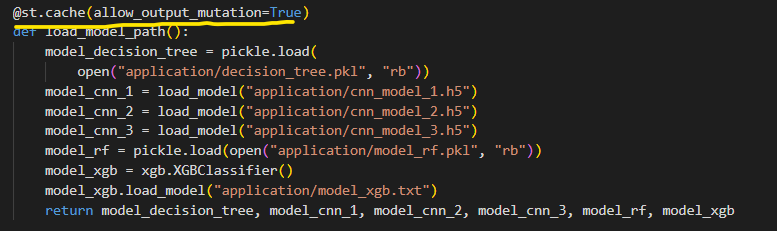 @st.cache(allow_output_mutation=True)
def load_model_path():
    model_decision_tree = pickle.load(
        open("application/decision_tree.pkl", "rb"))
    model_cnn_1 = load_model("application/cnn_model_1.h5")
    model_cnn_2 = load_model("application/cnn_model_2.h5")
    model_cnn_3 = load_model("application/cnn_model_3.h5")
    model_rf = pickle.load(open("application/model_rf.pkl", "rb"))
    model_xgb = xgb.XGBClassifier()
    model_xgb.load_model("application/model_xgb.txt")
    return model_decision_tree, model_cnn_1, model_cnn_2, model_cnn_3, model_rf, model_xgb